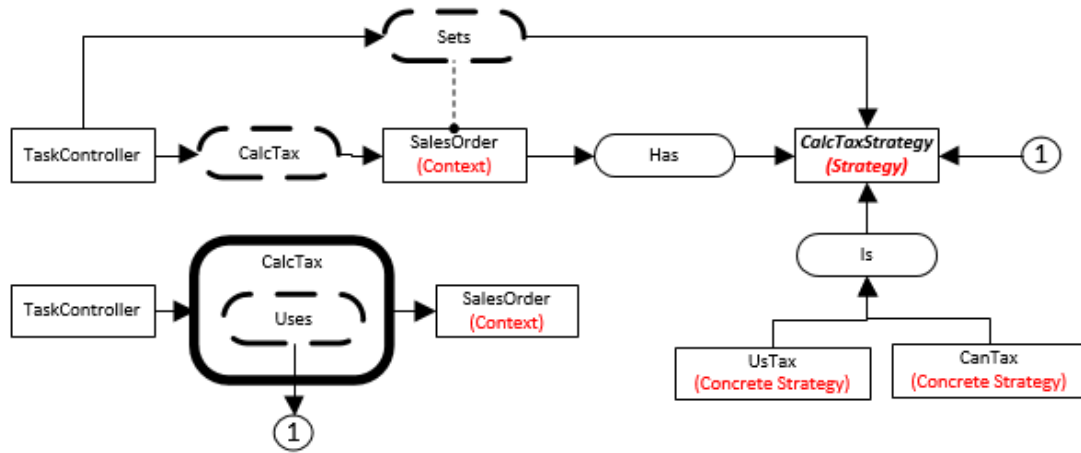 Sets
TaskController
CalcTax
SalesOrder
(Context)
Has
CalcTaxStrategy
(Strategy)
1
Is
CalcTax
TaskController
Uses
SalesOrder
(Context)
UsTax
(Concrete Strategy)
CanTax
(Concrete Strategy)
1